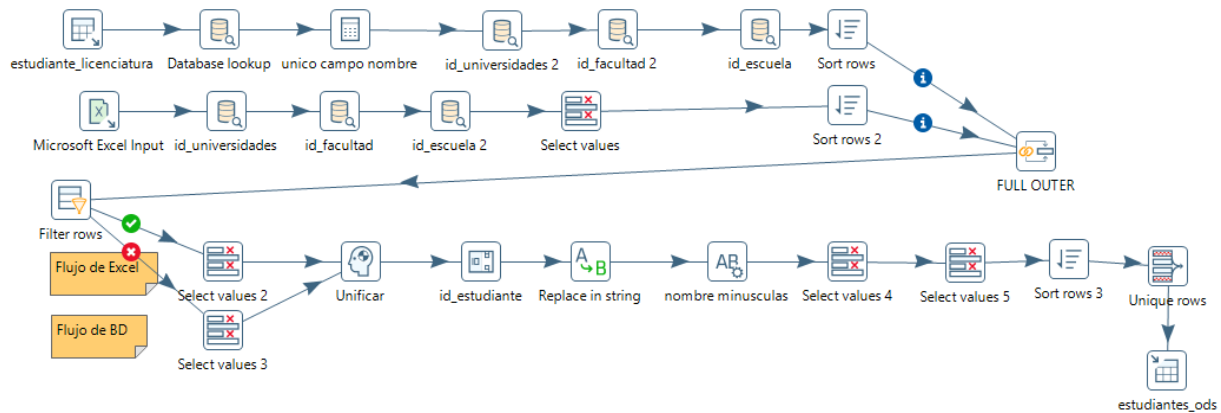 estudiante_licenciatura
Database lookup
unico campo nombre
id_universidades 2
id_facultad 2
id_escuela
Sort rows
Microsoft Excel Input
id_universidades
id_facultad
id_escuela 2
Select values
Sort rows 2
FULL OUTER
Filter rows
Flujo de Excel
Select values 2
Unificar
id_estudiante
Replace in string
nombre minusculas
Select values 4
Select values 5
Sort rows 3
Unique rows
Flujo de BD
Select values 3
estudiantes_ods